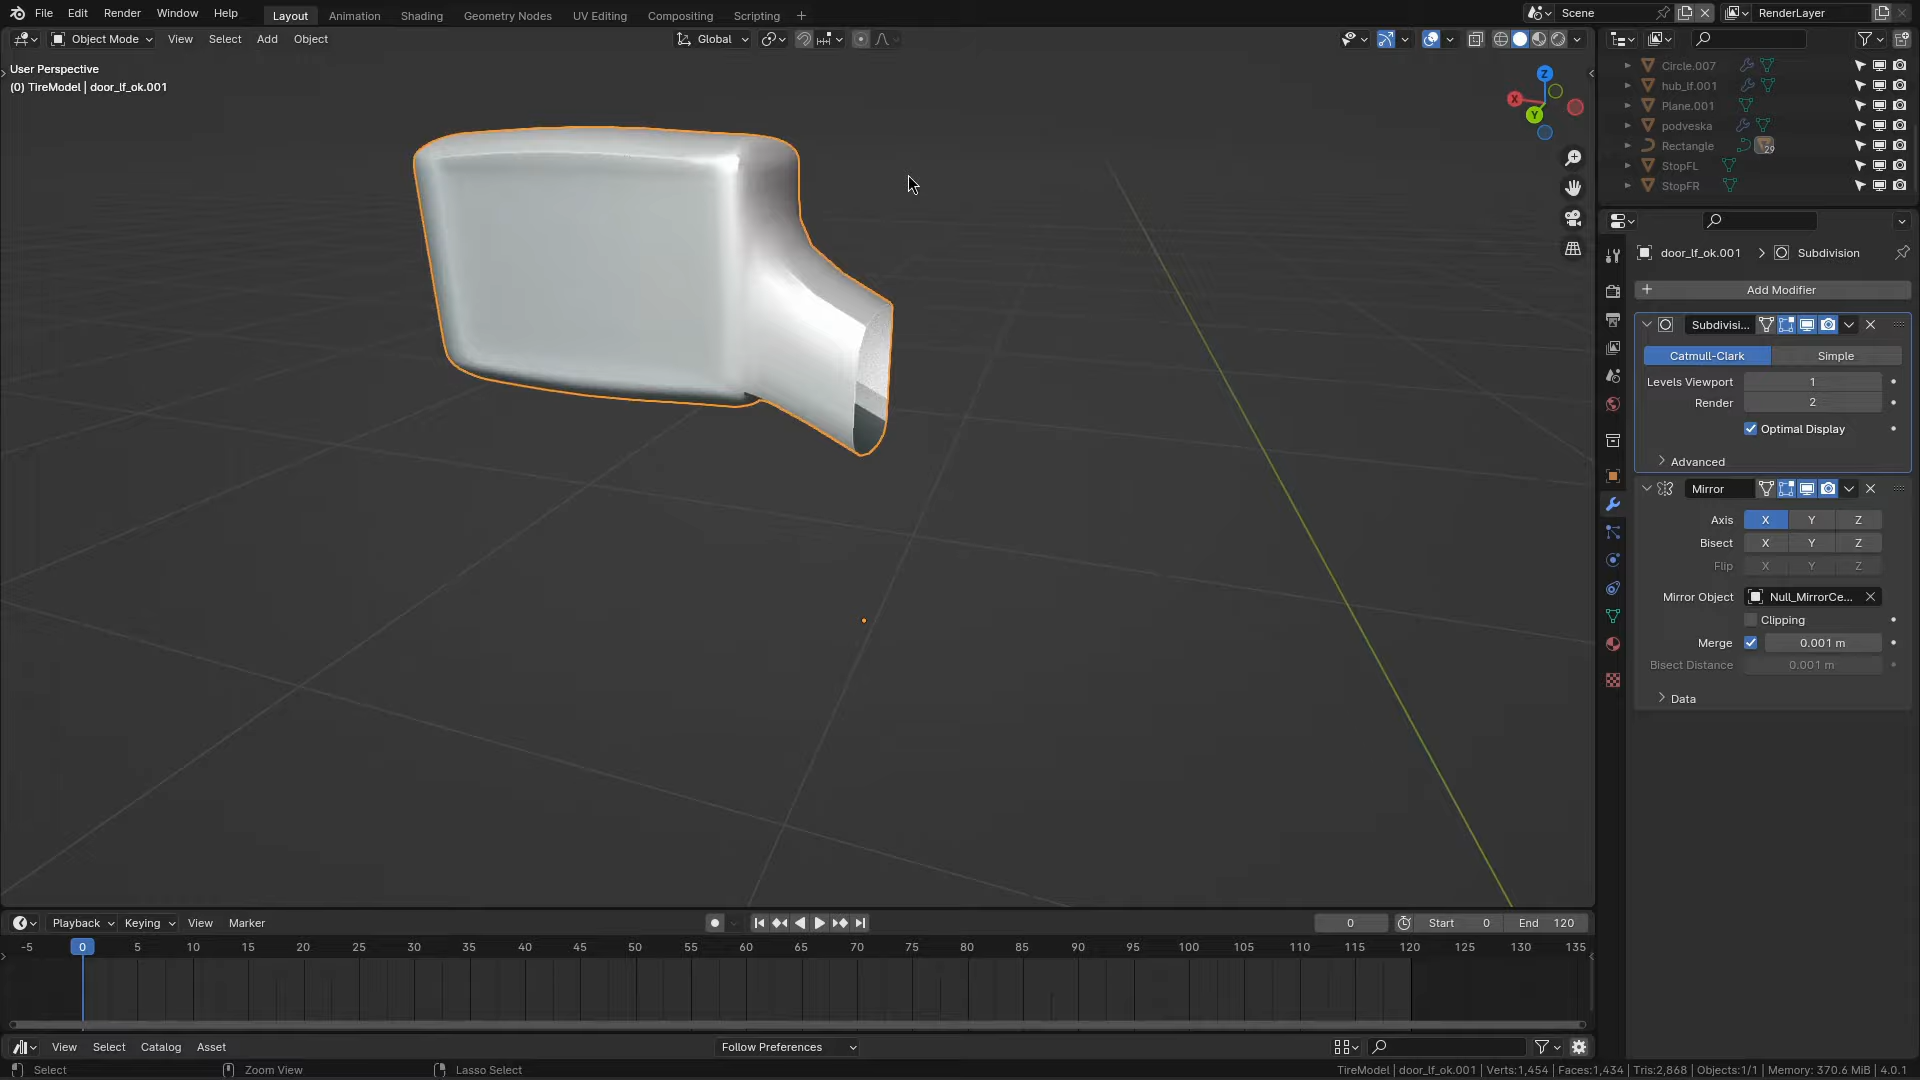 File Edit Render Window Help Layout Animation Shading Geometry Nodes UV Editing Compositing Scripting + Scene RenderLayer
Object Mode View Select Add Object Global
User Perspective
(0) TireModel | door_lf_ok.001
Z
X
Y
Circle.007
hub_lf.001
Plane.001
podveska
Rectangle 29
StopFL
StopFR
door_lf_ok.001 > Subdivision
+ Add Modifier
Subdivisi...
Catmull-Clark Simple
Levels Viewport 1
Render 2
Optimal Display
Advanced
Mirror
Axis X Y Z
Bisect X Y Z
Flip X Y Z
Mirror Object Null_MirrorCe...
Clipping
Merge 0.001 m
Bisect Distance 0.001 m
Data
Playback Keying View Marker 0 Start 0 End 120
-5 0 5 10 15 20 25 30 35 40 45 50 55 60 65 70 75 80 85 90 95 100 105 110 115 120 125 130 135
View Select Catalog Asset Follow Preferences
Select Zoom View Lasso Select TireModel | door_lf_ok.001 | Verts:1,454 | Faces:1,434 | Tris:2,868 | Objects:1/1 | Memory: 370.6 MiB | 4.0.1